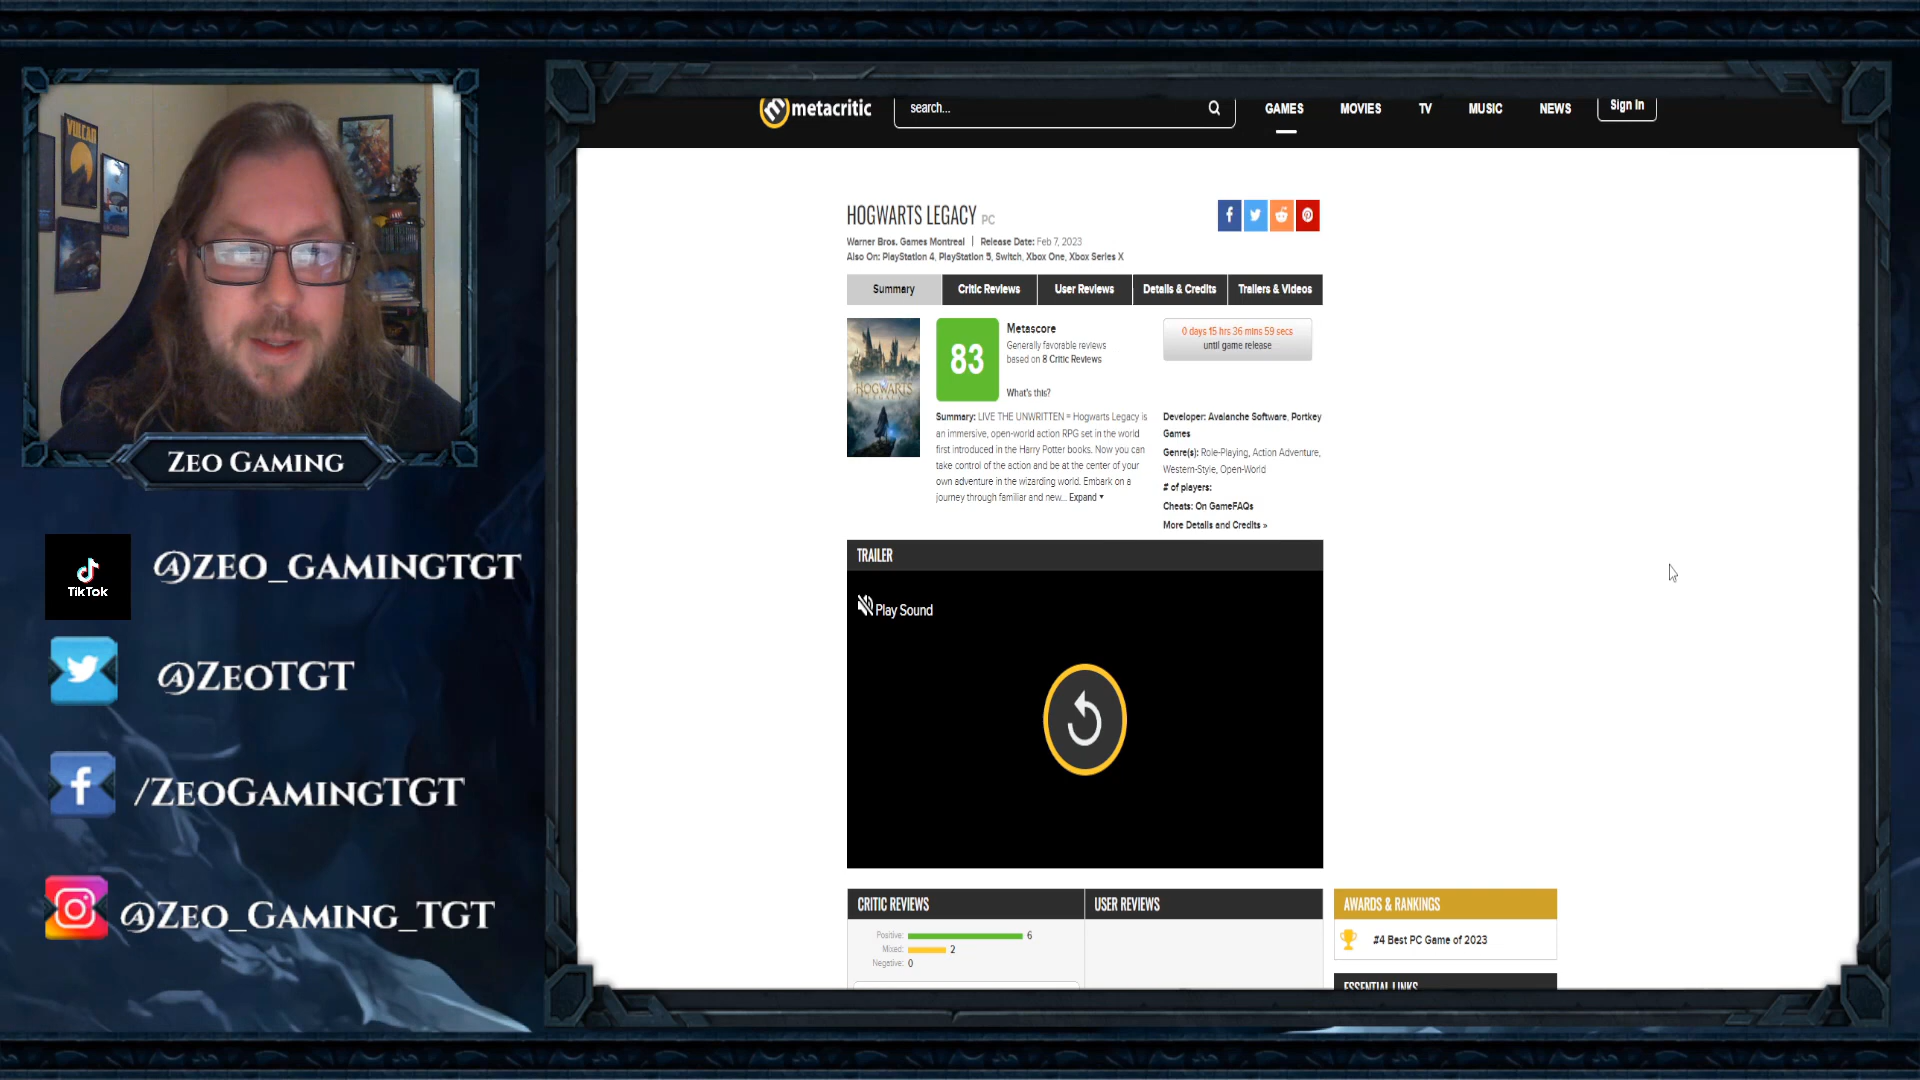 VULCAN
ZEO GAMING
TikTok
@ZEO_GAMINGTGT
@ZEOTGT
/ZEOGAMINGTGT
@ZEO_GAMING_TGT
metacritic
search...
GAMES
MOVIES
TV
MUSIC
NEWS
Sign In
HOGWARTS LEGACY PC
Warner Bros. Games Montreal | Release Date: Feb 7, 2023
Also On: PlayStation 4, PlayStation 5, Switch, Xbox One, Xbox Series X
Summary
Critic Reviews
User Reviews
Details & Credits
Trailers & Videos
HOGWARTS
83
Metascore
Generally favorable reviews
based on 8 Critic Reviews
What's this?
0 days 15 hrs 36 mins 59 secs
until game release
Summary: LIVE THE UNWRITTEN = Hogwarts Legacy is
an immersive, open-world action RPG set in the world
first introduced in the Harry Potter books. Now you can
take control of the action and be at the center of your
own adventure in the wizarding world. Embark on a
journey through familiar and new... Expand
Developer: Avalanche Software, Portkey
Games
Genre(s): Role-Playing, Action Adventure,
Western-Style, Open-World
# of players:
Cheats: On GameFAQs
More Details and Credits »
TRAILER
Play Sound
CRITIC REVIEWS
Positive: 6
Mixed: 2
Negative: 0
USER REVIEWS
AWARDS & RANKINGS
#4 Best PC Game of 2023
ESSENTIAL LINKS